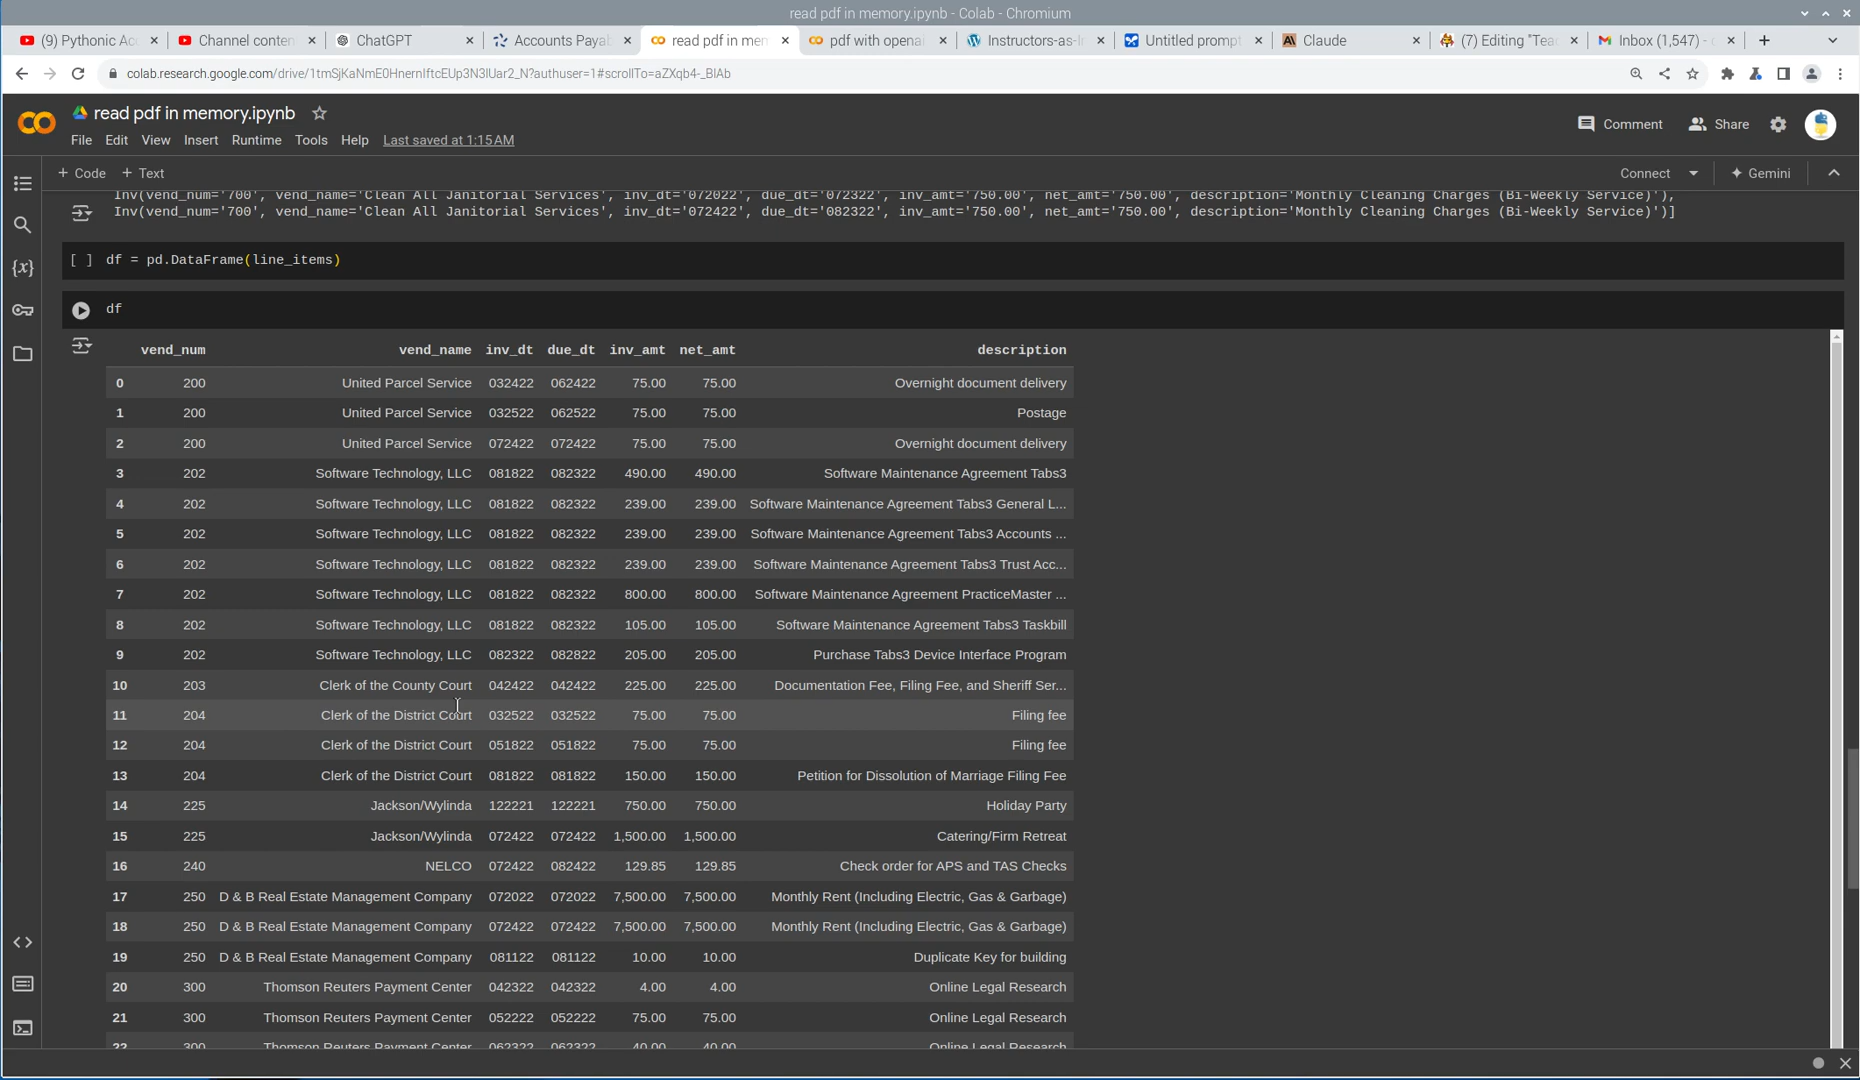 read pdf in memory.ipynb - Colab - Chromium
(9) Pythonic Ac
Channel conten
ChatGPT
Accounts Payab
read pdf in mem
pdf with opena
Instructors-as-I
Untitled prompt
Claude
(7) Editing "Tea
Inbox (1,547) -
colab.research.google.com/drive/1tmSjKaNmE0HnernIftcEUp3N3IUar2_N?authuser=1#scrollTo=aZXqb4-_BlAb
read pdf in memory.ipynb
Comment Share
File Edit View Insert Runtime Tools Help Last saved at 1:15 AM
+ Code + Text Connect Gemini
Inv(vend_num='700', vend_name='Clean All Janitorial Services', inv_dt='072022', due_dt='072322', inv_amt='750.00', net_amt='750.00', description='Monthly Cleaning Charges (Bi-Weekly Service)'),
Inv(vend_num='700', vend_name='Clean All Janitorial Services', inv_dt='072422', due_dt='082322', inv_amt='750.00', net_amt='750.00', description='Monthly Cleaning Charges (Bi-Weekly Service)')]
[ ] df = pd.DataFrame(line_items)
df
vend_num vend_name inv_dt due_dt inv_amt net_amt description
0 200 United Parcel Service 032422 062422 75.00 75.00 Overnight document delivery
1 200 United Parcel Service 032522 062522 75.00 75.00 Postage
2 200 United Parcel Service 072422 072422 75.00 75.00 Overnight document delivery
3 202 Software Technology, LLC 081822 082322 490.00 490.00 Software Maintenance Agreement Tabs3
4 202 Software Technology, LLC 081822 082322 239.00 239.00 Software Maintenance Agreement Tabs3 General L...
5 202 Software Technology, LLC 081822 082322 239.00 239.00 Software Maintenance Agreement Tabs3 Accounts ...
6 202 Software Technology, LLC 081822 082322 239.00 239.00 Software Maintenance Agreement Tabs3 Trust Acc...
7 202 Software Technology, LLC 081822 082322 800.00 800.00 Software Maintenance Agreement PracticeMaster ...
8 202 Software Technology, LLC 081822 082322 105.00 105.00 Software Maintenance Agreement Tabs3 Taskbill
9 202 Software Technology, LLC 082322 082822 205.00 205.00 Purchase Tabs3 Device Interface Program
10 203 Clerk of the County Court 042422 042422 225.00 225.00 Documentation Fee, Filing Fee, and Sheriff Ser...
11 204 Clerk of the District Court 032522 032522 75.00 75.00 Filing fee
12 204 Clerk of the District Court 051822 051822 75.00 75.00 Filing fee
13 204 Clerk of the District Court 081822 081822 150.00 150.00 Petition for Dissolution of Marriage Filing Fee
14 225 Jackson/Wylinda 122221 122221 750.00 750.00 Holiday Party
15 225 Jackson/Wylinda 072422 072422 1,500.00 1,500.00 Catering/Firm Retreat
16 240 NELCO 072422 082422 129.85 129.85 Check order for APS and TAS Checks
17 250 D & B Real Estate Management Company 072022 072022 7,500.00 7,500.00 Monthly Rent (Including Electric, Gas & Garbage)
18 250 D & B Real Estate Management Company 072422 072422 7,500.00 7,500.00 Monthly Rent (Including Electric, Gas & Garbage)
19 250 D & B Real Estate Management Company 081122 081122 10.00 10.00 Duplicate Key for building
20 300 Thomson Reuters Payment Center 042322 042322 4.00 4.00 Online Legal Research
21 300 Thomson Reuters Payment Center 052222 052222 75.00 75.00 Online Legal Research
22 300 Thomson Reuters Payment Center 062322 062322 40.00 40.00 Online Legal Research